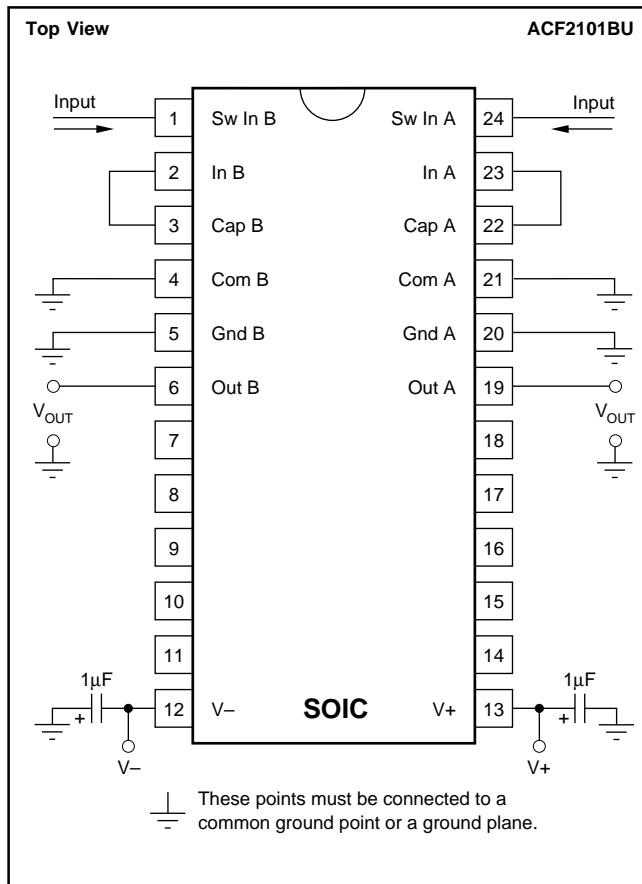 Top View ACF2101BU
Input Input
1 Sw In B Sw In A 24
2 In B In A 23
3 Cap B Cap A 22
4 Com B Com A 21
5 Gnd B Gnd A 20
6 Out B Out A 19
VOUT VOUT
7 18
8 17
9 16
10 15
11 14
1µF 1µF
+ 12 V– SOIC V+ 13 +
V– V+
These points must be connected to a
common ground point or a ground plane.